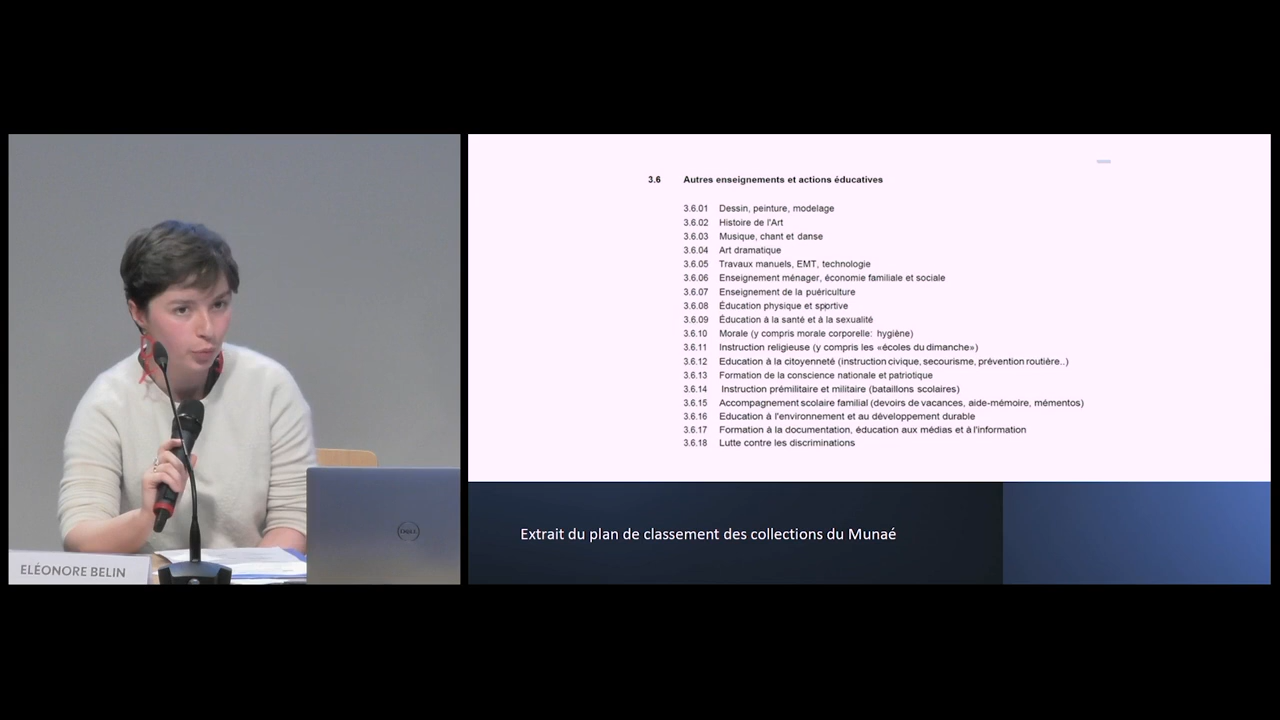 ELÉONORE BELIN
DELL
3.6 Autres enseignements et actions éducatives
3.6.01 Dessin, peinture, modelage
3.6.02 Histoire de l'Art
3.6.03 Musique, chant et danse
3.6.04 Art dramatique
3.6.05 Travaux manuels, EMT, technologie
3.6.06 Enseignement ménager, économie familiale et sociale
3.6.07 Enseignement de la puériculture
3.6.08 Éducation physique et sportive
3.6.09 Éducation à la santé et à la sexualité
3.6.10 Morale (y compris morale corporelle: hygiène)
3.6.11 Instruction religieuse (y compris les «écoles du dimanche»)
3.6.12 Education à la citoyenneté (instruction civique, secourisme, prévention routière..)
3.6.13 Formation de la conscience nationale et patriotique
3.6.14 Instruction prémilitaire et militaire (bataillons scolaires)
3.6.15 Accompagnement scolaire familial (devoirs de vacances, aide-mémoire, mémentos)
3.6.16 Education à l'environnement et au développement durable
3.6.17 Formation à la documentation, éducation aux médias et à l'information
3.6.18 Lutte contre les discriminations
Extrait du plan de classement des collections du Munaé